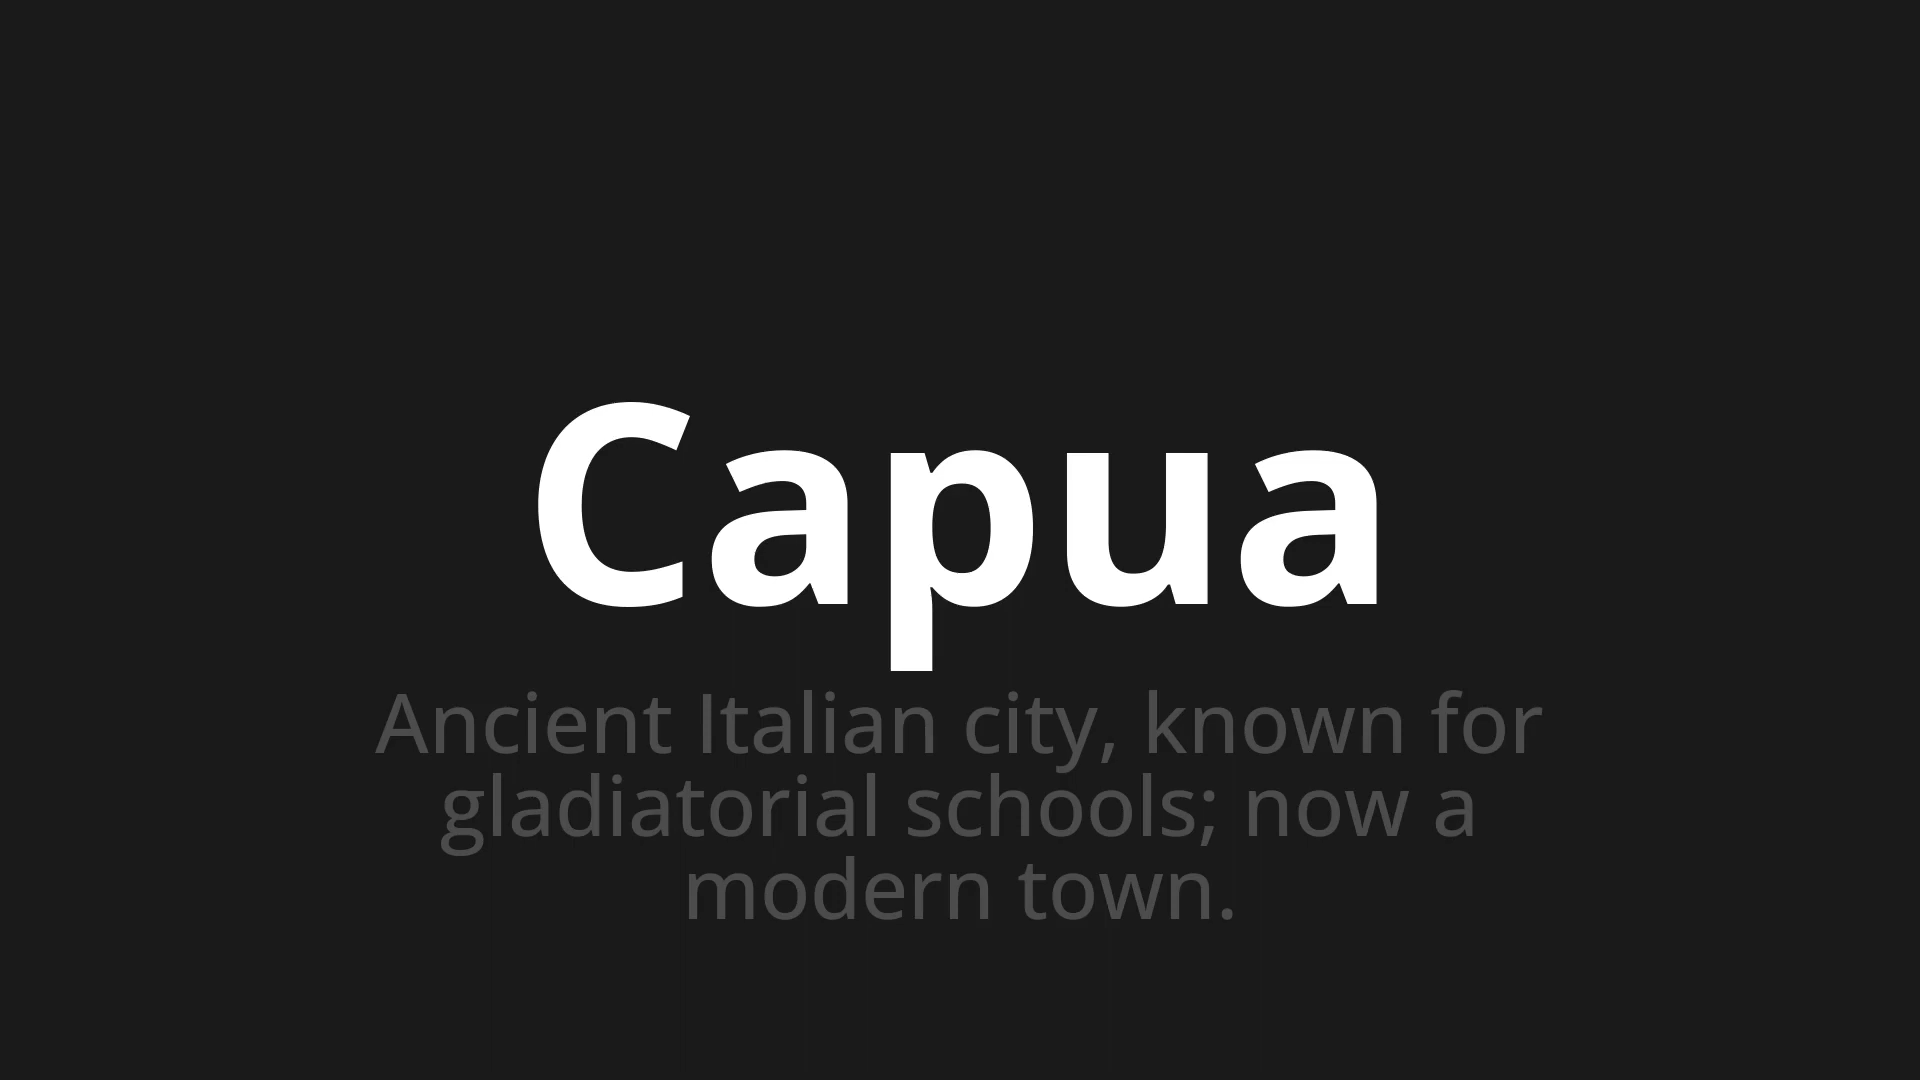 Capua
Ancient Italian city, known for
gladiatorial schools; now a
modern town.